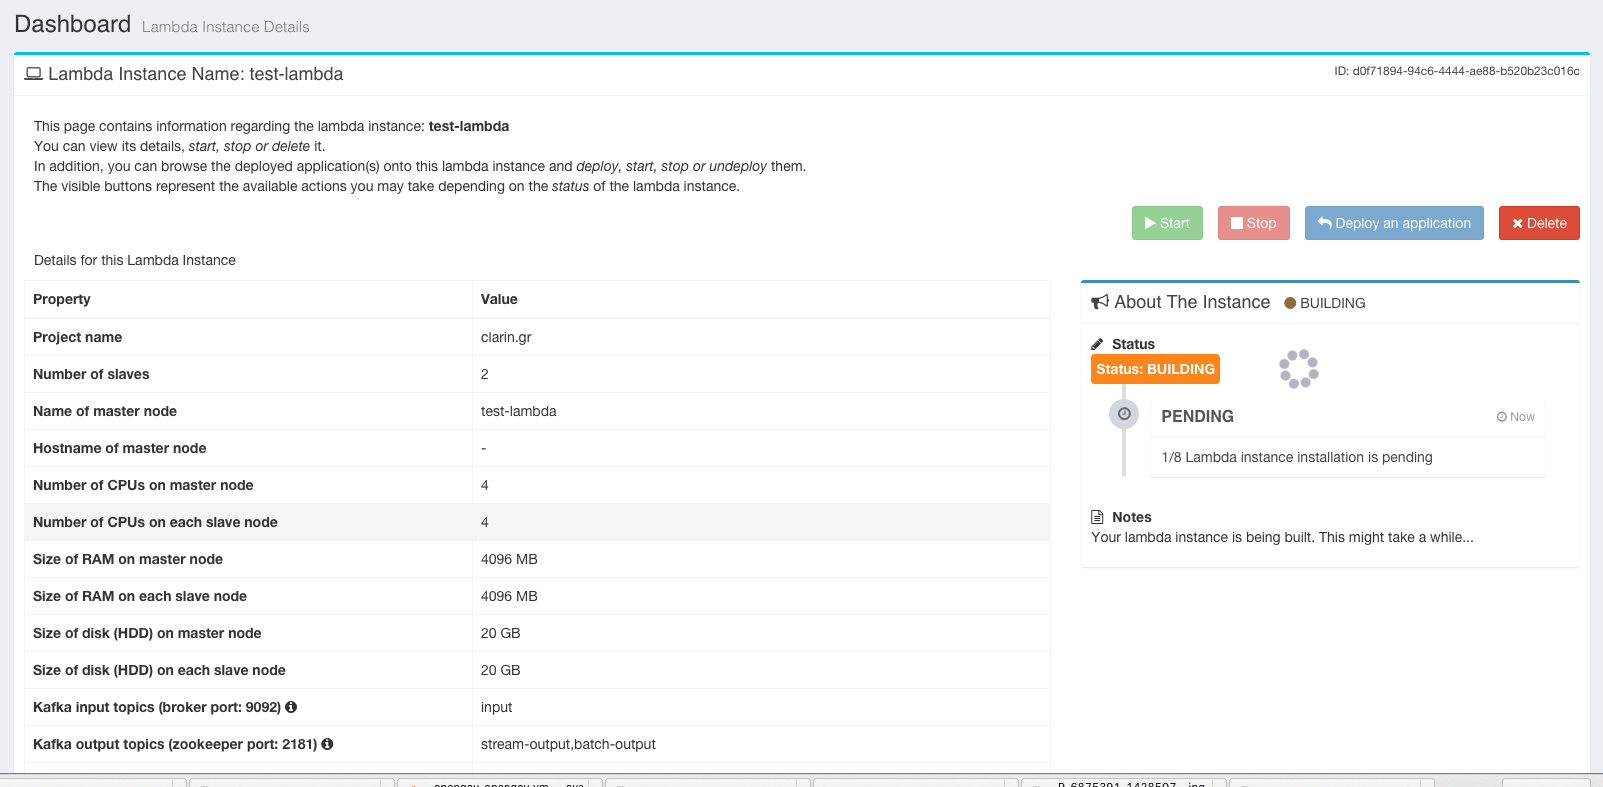 Dashboard Lambda Instance Details
Lambda Instance Name: test-lambda
ID: d0f71894-94c6-4444-ae88-b520b23c016c
This page contains information regarding the lambda instance: test-lambda
You can view its details, start, stop or delete it.
In addition, you can browse the deployed application(s) onto this lambda instance and deploy, start, stop or undeploy them.
The visible buttons represent the available actions you may take depending on the status of the lambda instance.
Start Stop Deploy an application Delete
Details for this Lambda Instance
Property Value
Project name clarin.gr
Number of slaves 2
Name of master node test-lambda
Hostname of master node -
Number of CPUs on master node 4
Number of CPUs on each slave node 4
Size of RAM on master node 4096 MB
Size of RAM on each slave node 4096 MB
Size of disk (HDD) on master node 20 GB
Size of disk (HDD) on each slave node 20 GB
Kafka input topics (broker port: 9092) input
Kafka output topics (zookeeper port: 2181) stream-output,batch-output
About The Instance BUILDING
Status
Status: BUILDING
PENDING Now
1/8 Lambda instance installation is pending
Notes
Your lambda instance is being built. This might take a while...